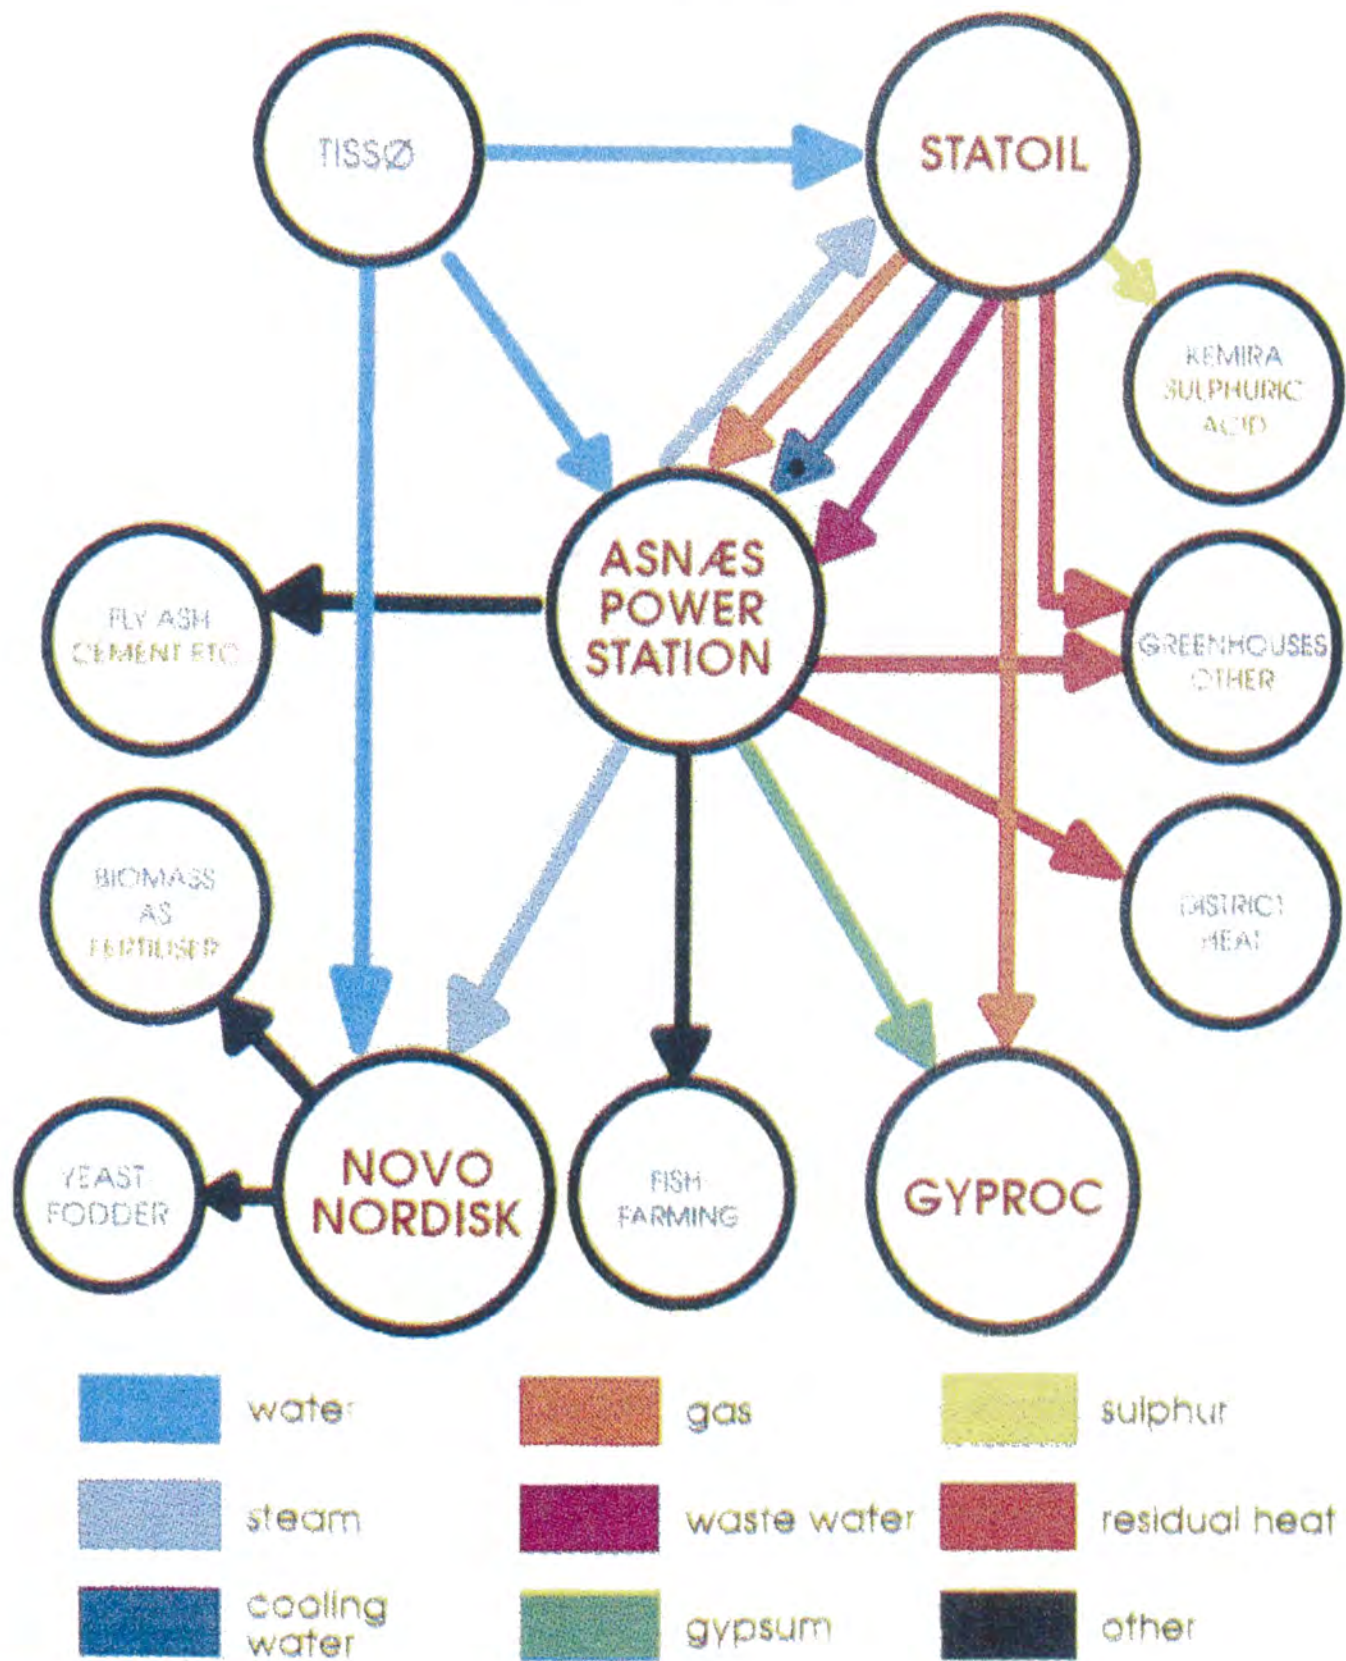 TISSØ
STATOIL
KEMIRA
SULPHURIC
ACID
ASNÆS
POWER
STATION
FLY ASH
CEMENT ETC
GREENHOUSES
OTHER
BIOMASS
AS
FERTILISER
DISTRICT
HEAT
NOVO
NORDISK
YEAST
FODDER
FISH
FARMING
GYPROC
water
gas
sulphur
steam
waste water
residual heat
cooling
water
gypsum
other